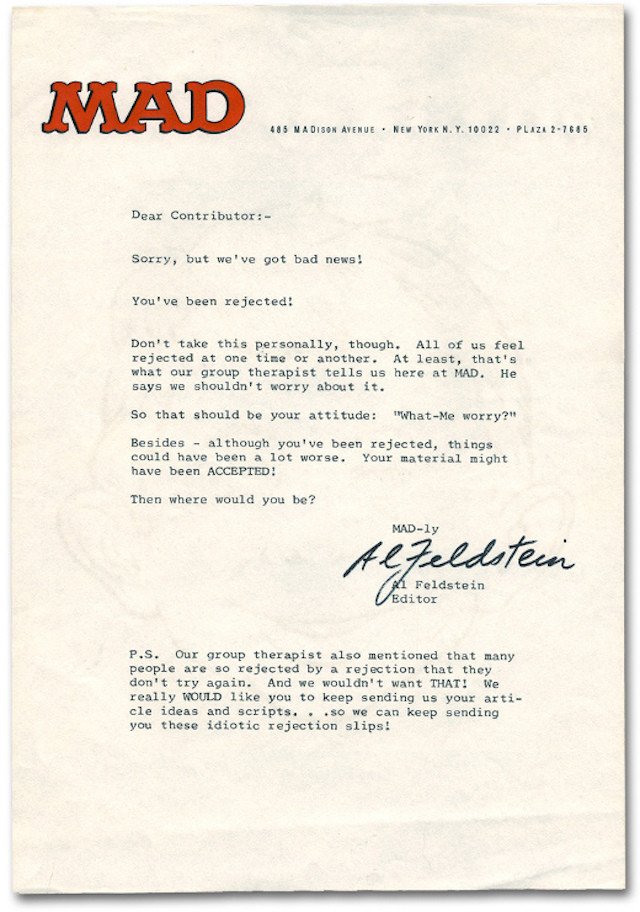 MAD
485 MADISON AVENUE • NEW YORK N.Y. 10022 • PLAZA 2-7685
Dear Contributor:-
Sorry, but we've got bad news!
You've been rejected!
Don't take this personally, though.  All of us feel
rejected at one time or another.  At least, that's
what our group therapist tells us here at MAD.  He
says we shouldn't worry about it.
So that should be your attitude:  "What-Me worry?"
Besides - although you've been rejected, things
could have been a lot worse.  Your material might
have been ACCEPTED!
Then where would you be?
MAD-ly
Al Feldstein
Al Feldstein
Editor
P.S.  Our group therapist also mentioned that many
people are so rejected by a rejection that they
don't try again.  And we wouldn't want THAT!  We
really WOULD like you to keep sending us your arti-
cle ideas and scripts. . .so we can keep sending
you these idiotic rejection slips!